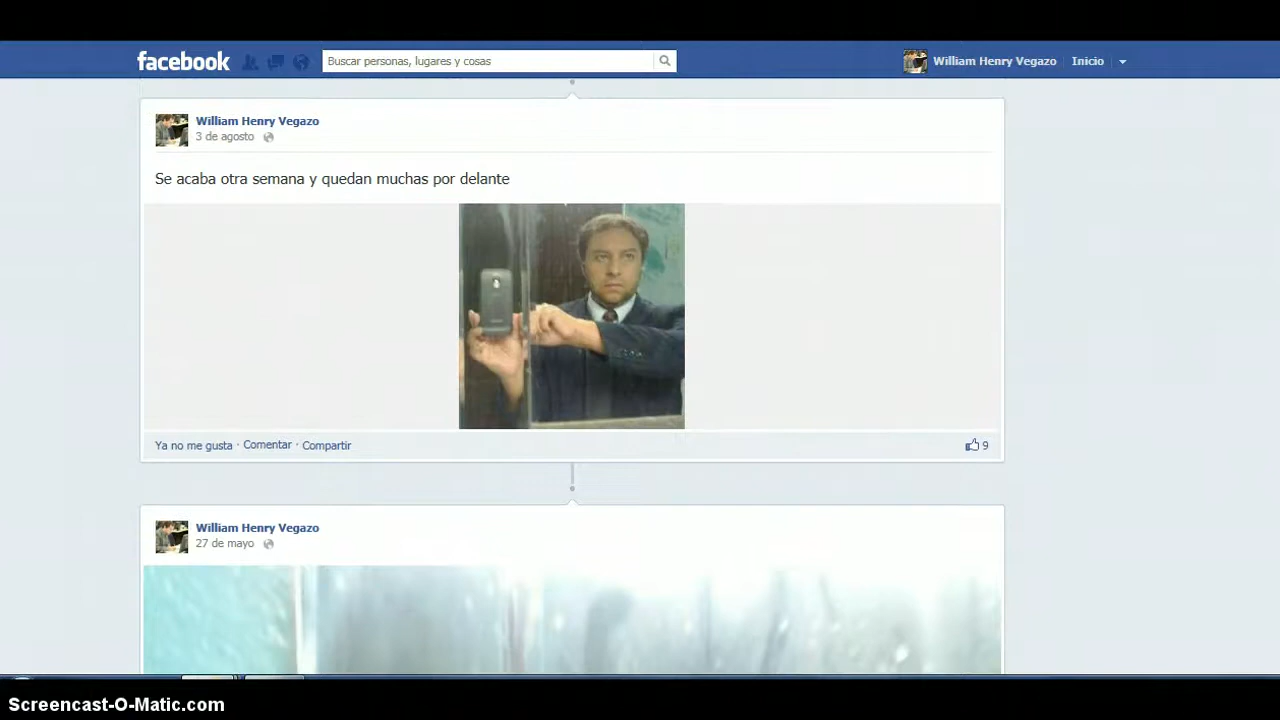 facebook
Buscar personas, lugares y cosas
William Henry Vegazo
Inicio
William Henry Vegazo
3 de agosto
Se acaba otra semana y quedan muchas por delante
Ya no me gusta · Comentar · Compartir
9
William Henry Vegazo
27 de mayo
Screencast-O-Matic.com